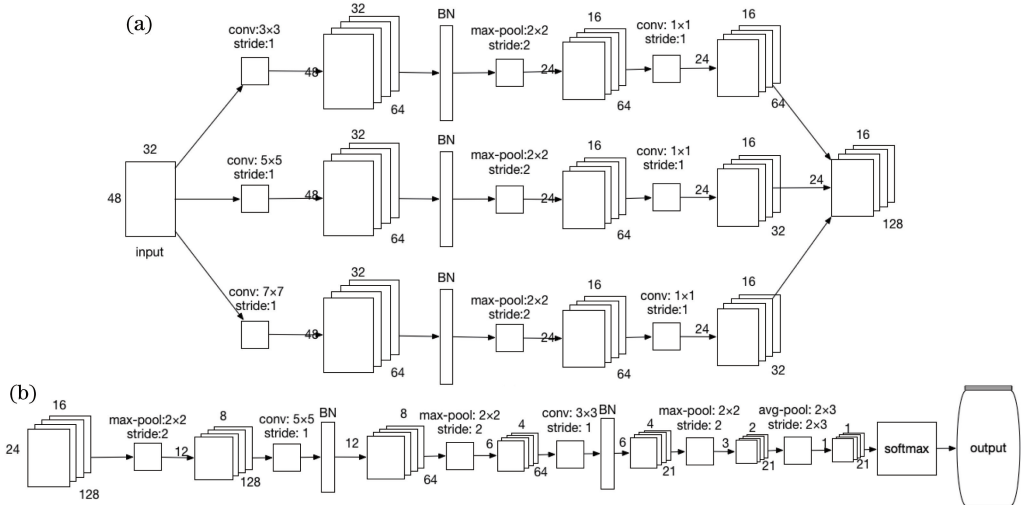 (a)
conv:3×3
stride:1
32
48
64
BN
max-pool:2×2
stride:2
16
24
64
conv: 1×1
stride:1
16
24
64
32
48
input
conv: 5×5
stride:1
32
48
64
BN
max-pool:2×2
stride:2
16
24
64
conv: 1×1
stride:1
16
24
32
16
24
128
conv: 7×7
stride:1
32
48
64
BN
max-pool:2×2
stride:2
16
24
64
conv: 1×1
stride:1
16
24
32
(b)
16
24
128
max-pool:2×2
stride:2
8
12
128
conv: 5×5
stride: 1
BN
8
12
64
max-pool: 2×2
stride: 2
4
6
64
conv: 3×3
stride: 1
BN
4
6
21
max-pool: 2×2
stride: 2
2
3
21
avg-pool: 2×3
stride: 2×3
1
1
21
softmax
output